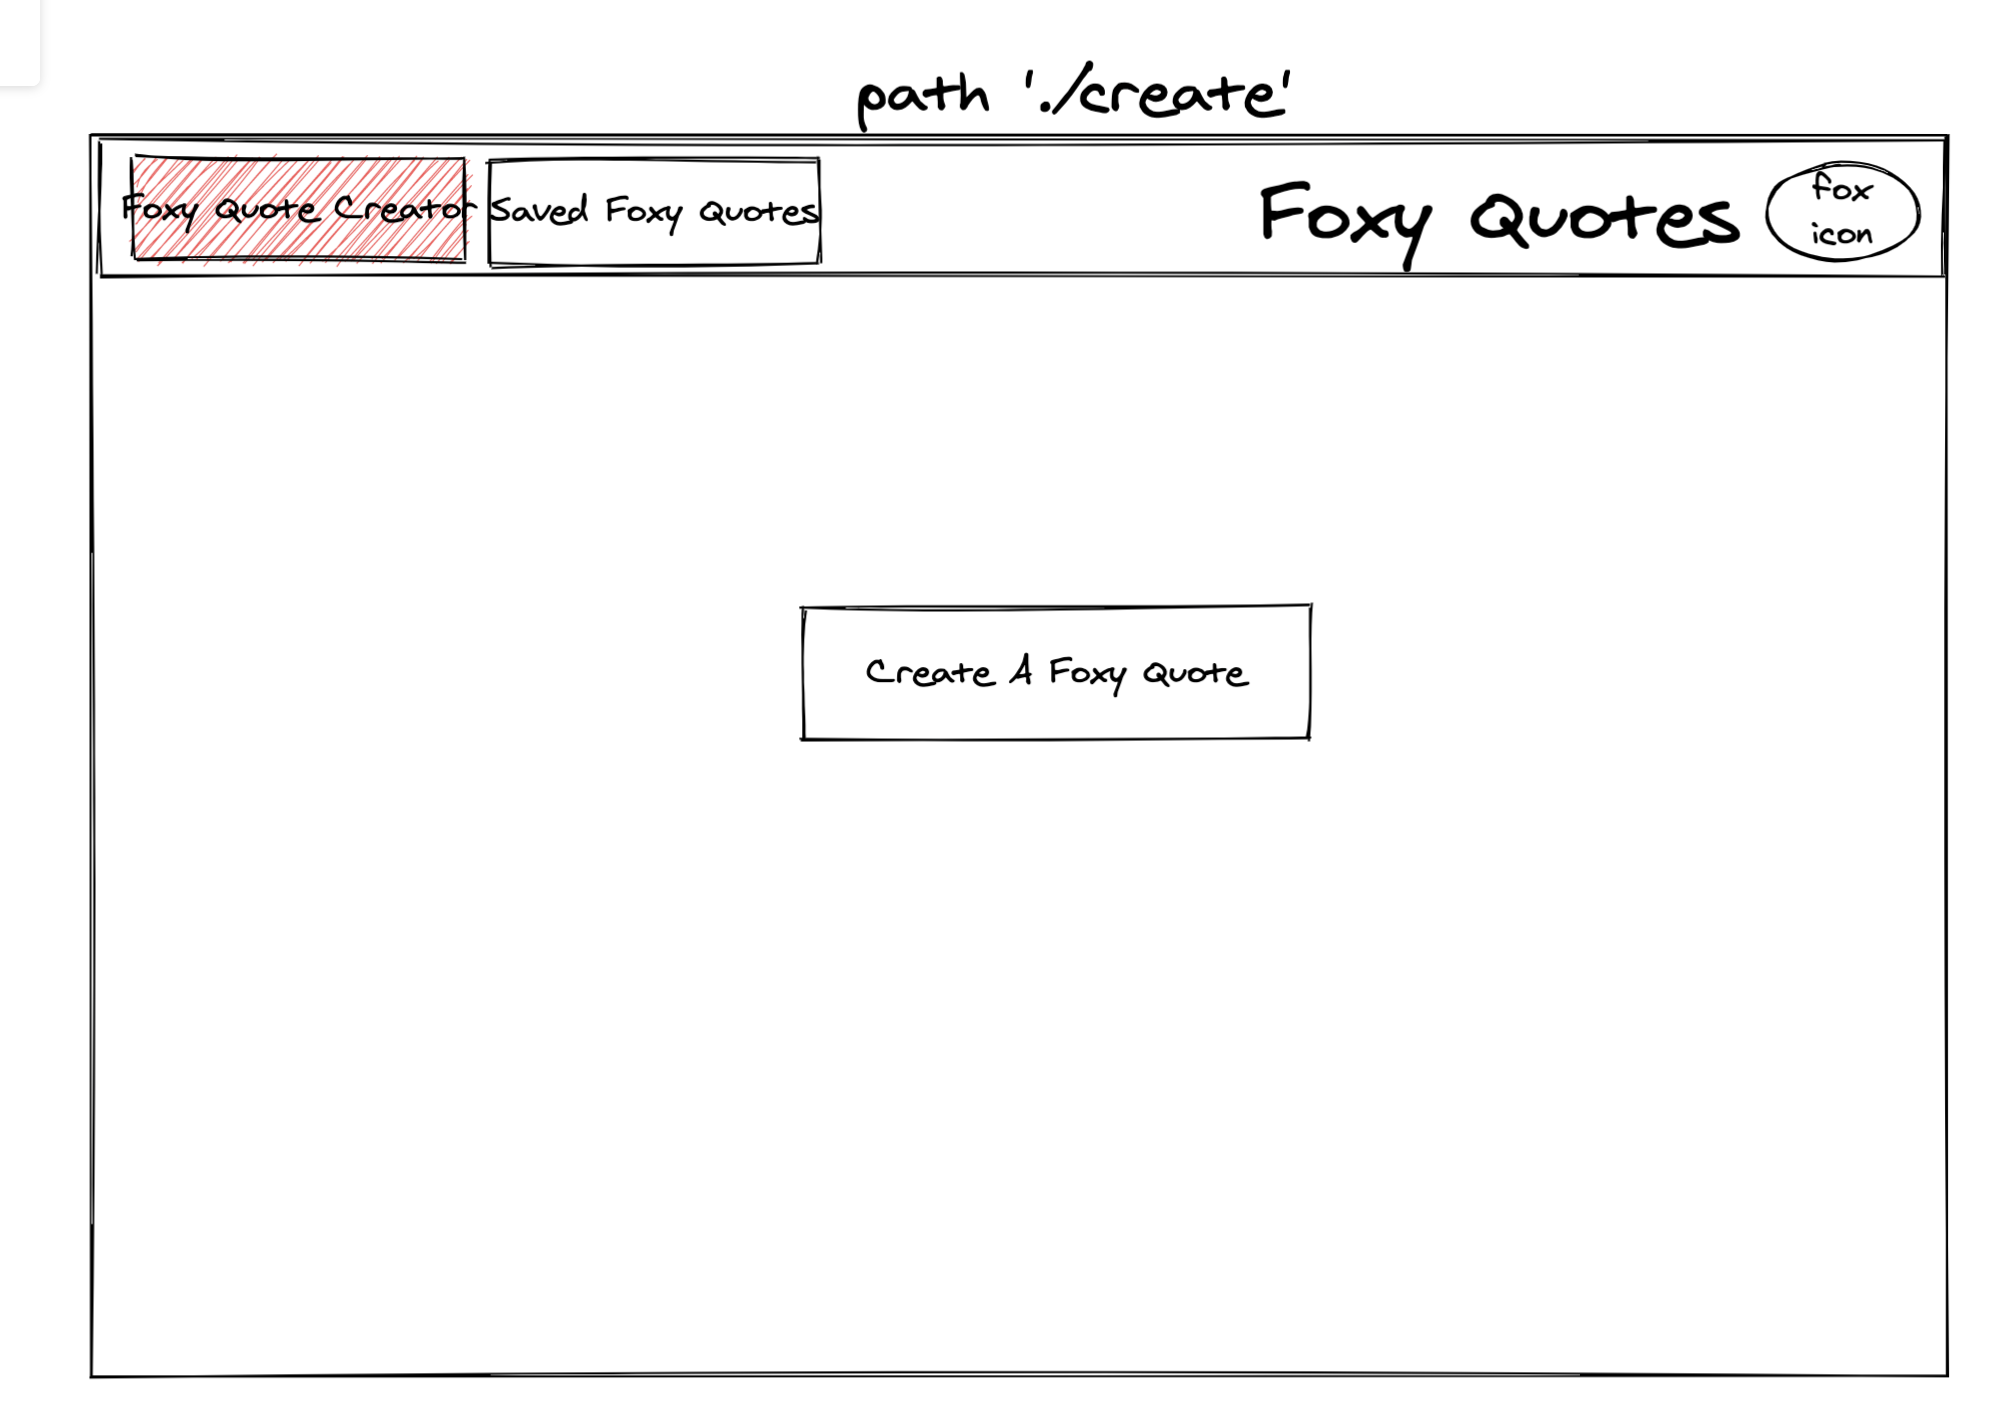 path './create'
Foxy Quote Creator
Saved Foxy Quotes
Foxy Quotes
fox
icon
Create A Foxy Quote